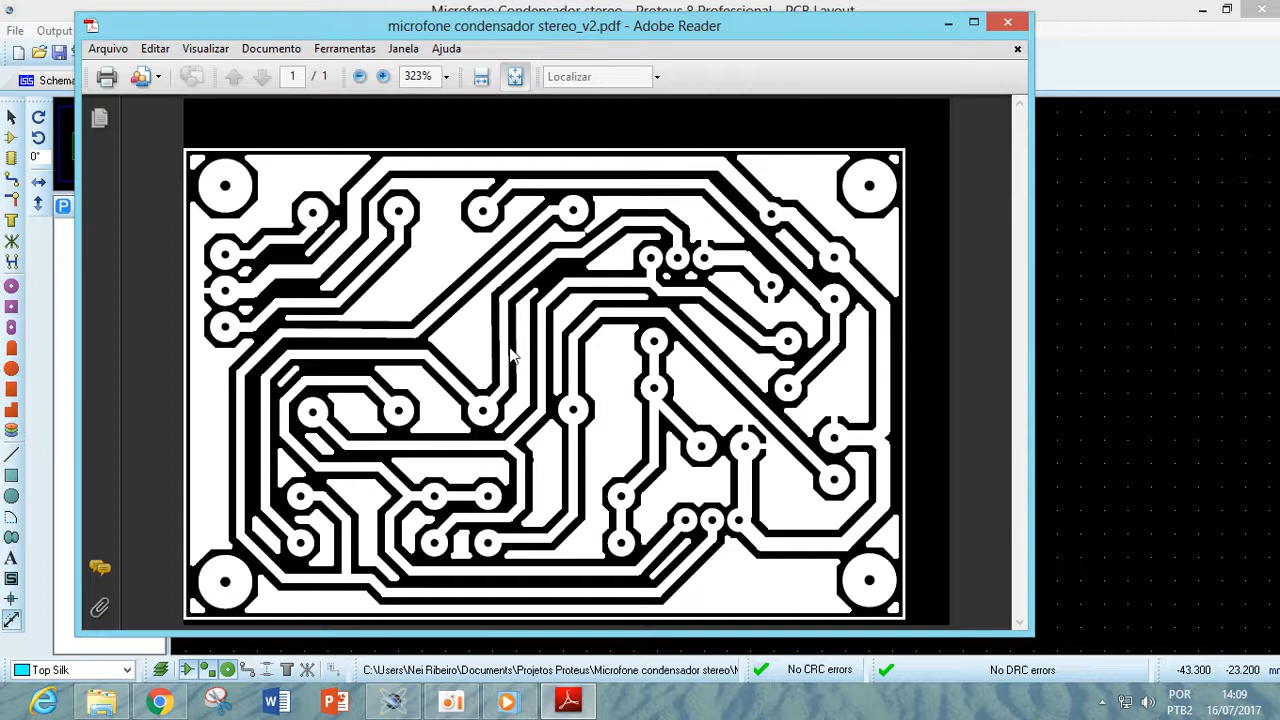 Microfone Condensador stereo - Proteus 8 Professional - PCB Layout
microfone condensador stereo_v2.pdf - Adobe Reader
File Output
Arquivo Editar Visualizar Documento Ferramentas Janela Ajuda
1 / 1 323% Localizar
ISIS Schema
0°
P
Top Silk
C:\Users\Nei Ribeiro\Documents\Projetos Proteus\Microfone condensador stereo\
No CRC errors
No DRC errors
-43.300 -23.200 m
POR 14:09
PTB2 16/07/2017